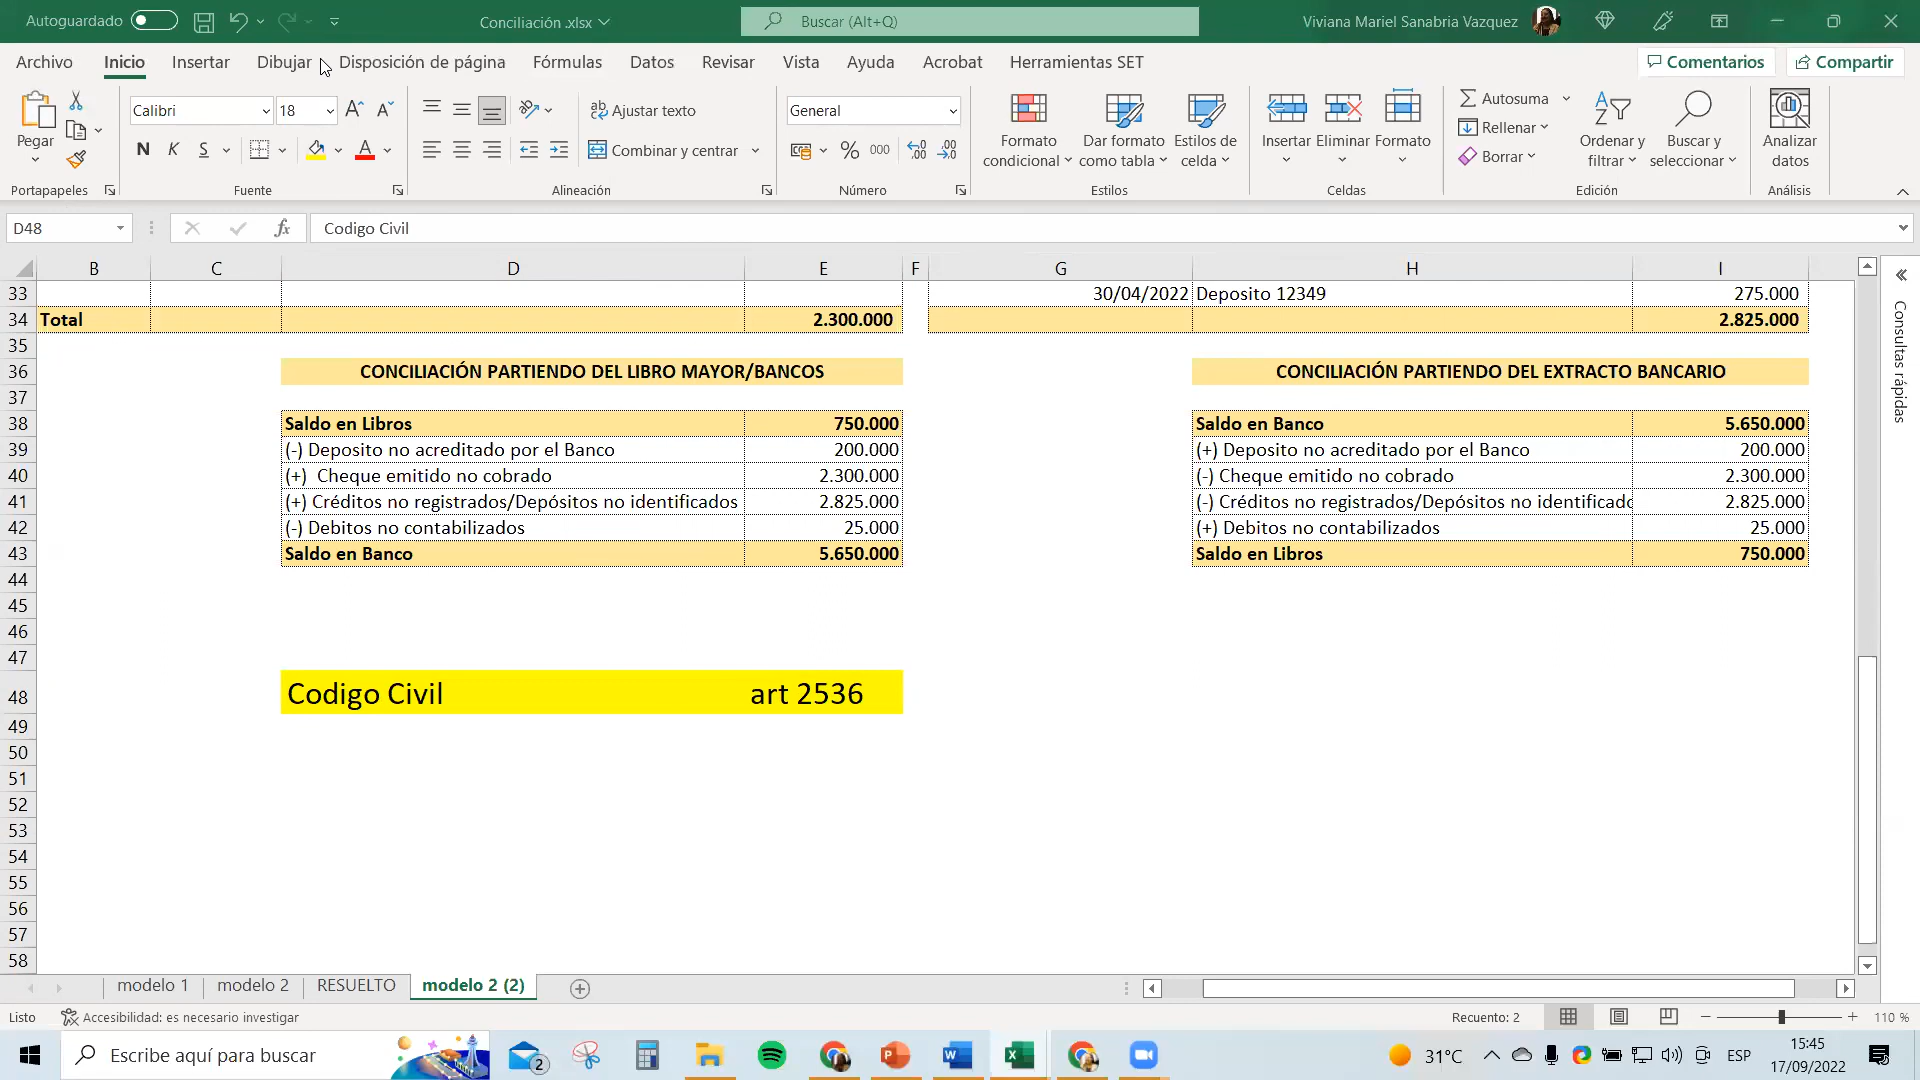 Autoguardado
Conciliación .xlsx
Buscar (Alt+Q)
Viviana Mariel Sanabria Vazquez
Archivo Inicio Insertar Dibujar Disposición de página Fórmulas Datos Revisar Vista Ayuda Acrobat Herramientas SET
Comentarios
Compartir
Pegar
Calibri 18
N K S
Ajustar texto
Combinar y centrar
General
% 000
Formato condicional
Dar formato como tabla
Estilos de celda
Insertar Eliminar Formato
Autosuma
Rellenar
Borrar
Ordenar y filtrar
Buscar y seleccionar
Analizar datos
Portapapeles Fuente Alineación Número Estilos Celdas Edición Análisis
D48 fx Codigo Civil
B C D E F G H I
33 30/04/2022 Deposito 12349 275.000
34 Total 2.300.000 2.825.000
35
36 CONCILIACIÓN PARTIENDO DEL LIBRO MAYOR/BANCOS CONCILIACIÓN PARTIENDO DEL EXTRACTO BANCARIO
37
38 Saldo en Libros 750.000 Saldo en Banco 5.650.000
39 (-) Deposito no acreditado por el Banco 200.000 (+) Deposito no acreditado por el Banco 200.000
40 (+) Cheque emitido no cobrado 2.300.000 (-) Cheque emitido no cobrado 2.300.000
41 (+) Créditos no registrados/Depósitos no identificados 2.825.000 (-) Créditos no registrados/Depósitos no identificado 2.825.000
42 (-) Debitos no contabilizados 25.000 (+) Debitos no contabilizados 25.000
43 Saldo en Banco 5.650.000 Saldo en Libros 750.000
44
45
46
47
48 Codigo Civil art 2536
49
50
51
52
53
54
55
56
57
58
Consultas rápidas
modelo 1 modelo 2 RESUELTO modelo 2 (2)
Listo Accesibilidad: es necesario investigar Recuento: 2 110 %
Escribe aquí para buscar
2
31°C ESP
15:45
17/09/2022